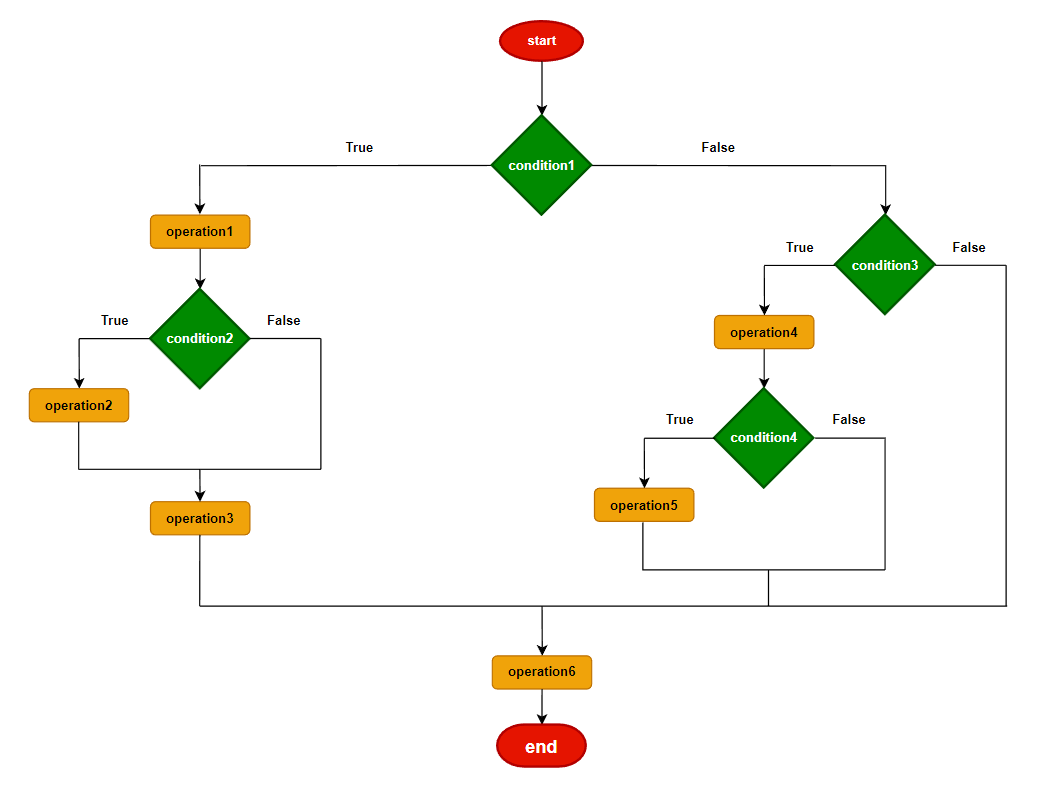 start
True
False
condition1
operation1
True
False
condition3
True
False
condition2
operation4
operation2
True
False
condition4
operation5
operation3
operation6
end